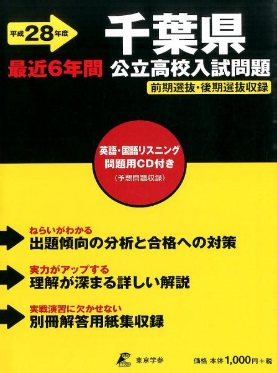 平成28年度
千葉県
最近6年間 公立高校入試問題
前期選抜・後期選抜収録
英語・国語リスニング
問題用CD付き
(予想問題収録)
ねらいがわかる
出題傾向の分析と合格への対策
実力がアップする
理解が深まる詳しい解説
実戦演習に欠かせない
別冊解答用紙集収録
東京学参
価格 本体1,000円+税